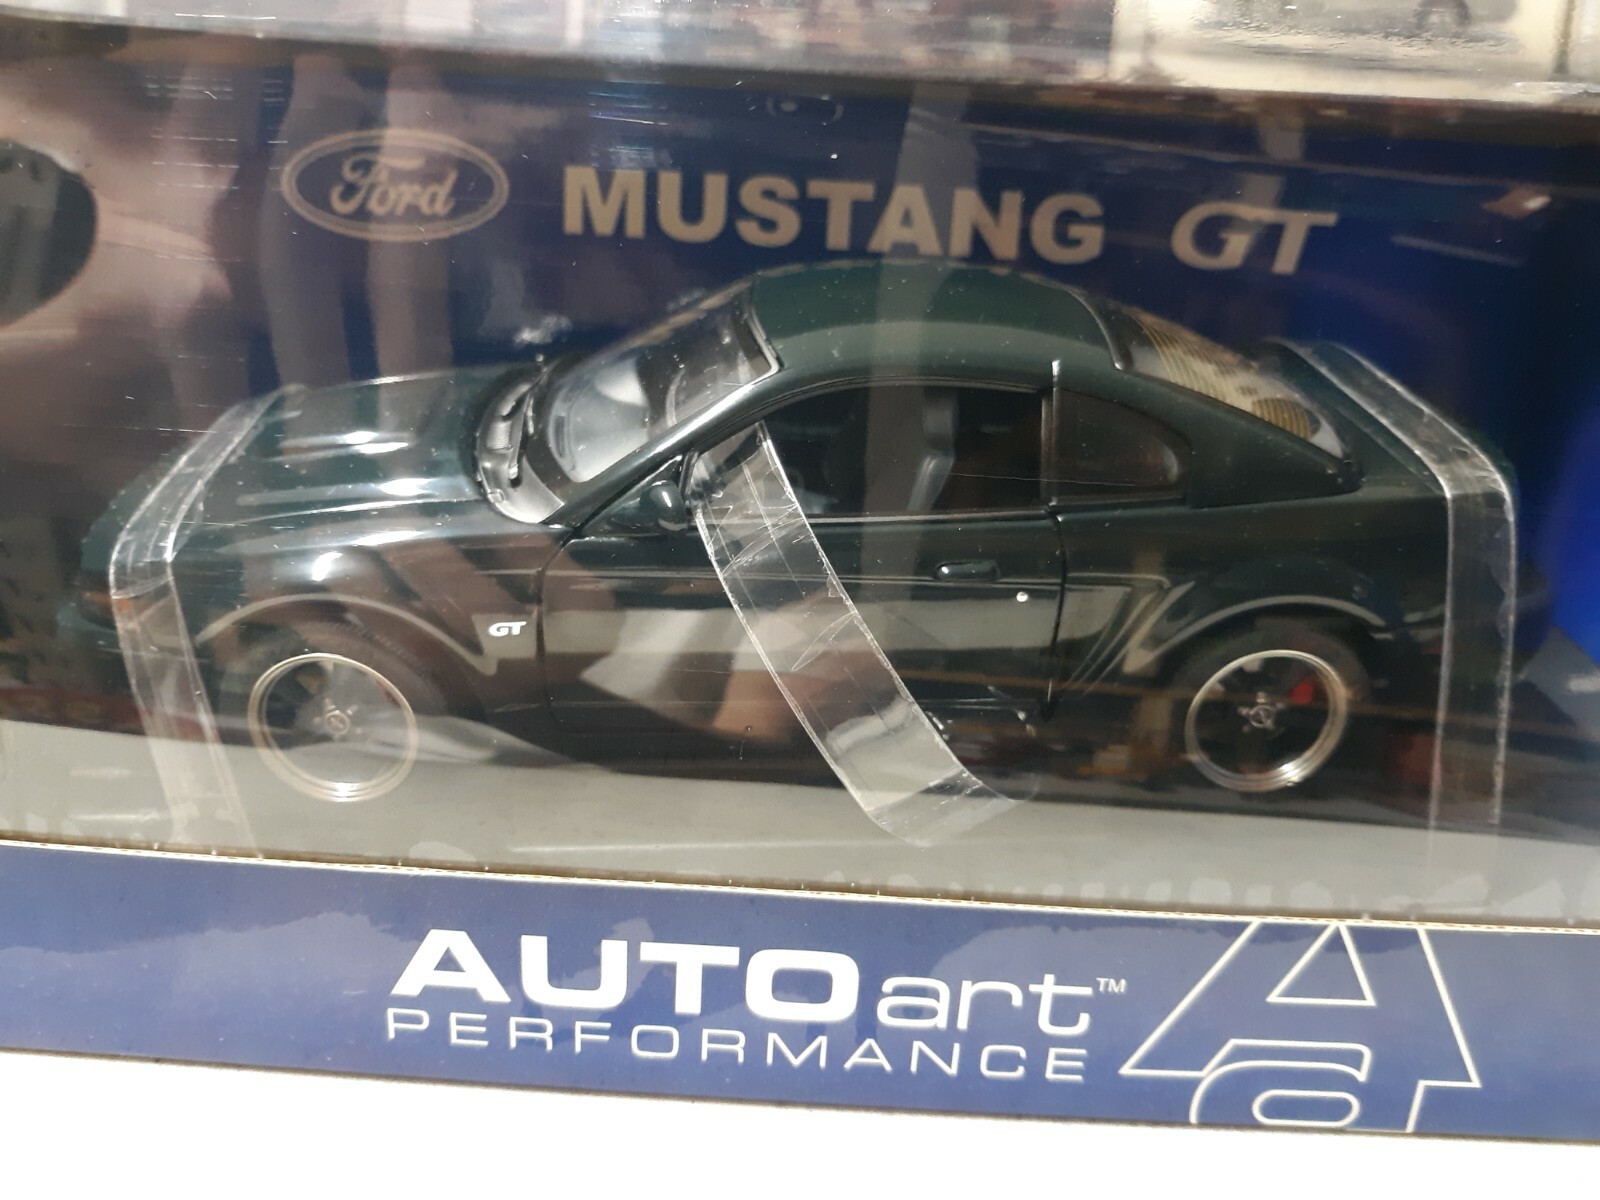 Ford MUSTANG GT
GT
AUTOart™
PERFORMANCE